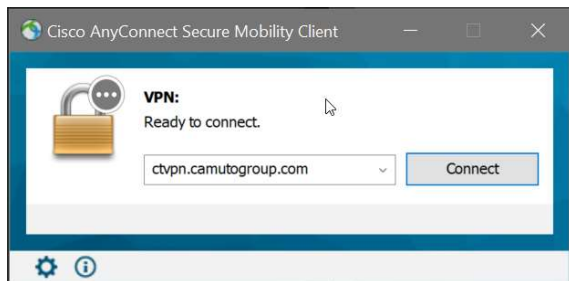 Cisco AnyConnect Secure Mobility Client
VPN:
Ready to connect.
ctvpn.camutogroup.com
Connect